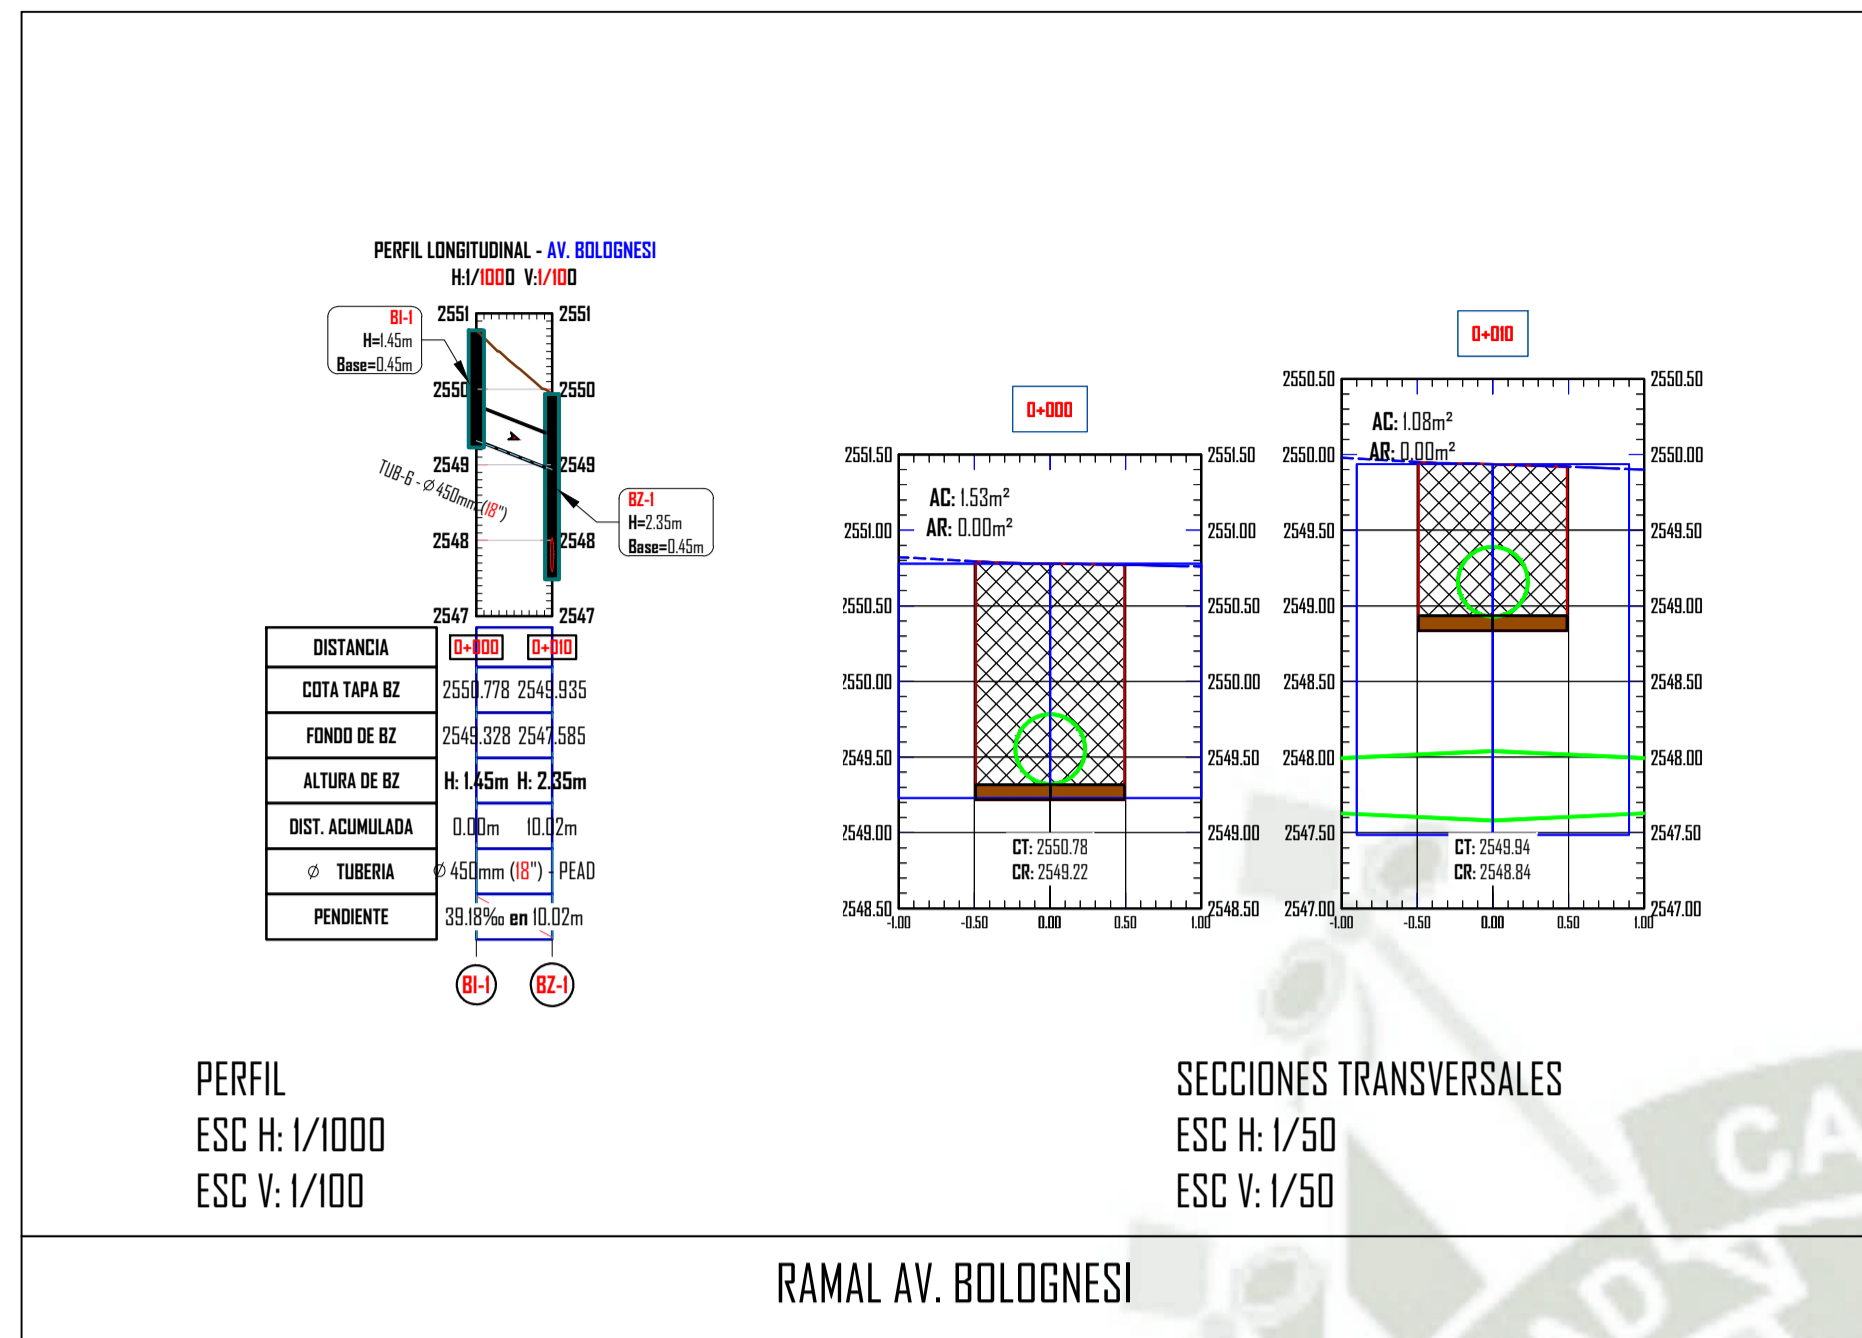 PERFIL LONGITUDINAL - AV. BOLOGNESI
H:1/1000 V:1/100
BI-1
H=1.45m
Base=0.45m
2551 2551
2550 2550
2549 2549
2548 2548
2547 2547
TUB-6 - Ø 450mm (18")
BZ-1
H=2.35m
Base=0.45m
DISTANCIA 0+000 0+010
COTA TAPA BZ 2550.778 2549.935
FONDO DE BZ 2549.328 2547.585
ALTURA DE BZ H: 1.45m H: 2.35m
DIST. ACUMULADA 0.00m 10.02m
Ø TUBERIA Ø 450mm (18") - PEAD
PENDIENTE 39.18‰ en 10.02m
BI-1 BZ-1
0+000
AC: 1.53m²
AR: 0.00m²
2551.50 2551.50
2551.00 2551.00
2550.50 2550.50
2550.00 2550.00
2549.50 2549.50
2549.00 2549.00
2548.50 2548.50
CT: 2550.78
CR: 2549.22
-1.00 -0.50 0.00 0.50 1.00
0+010
AC: 1.08m²
AR: 0.00m²
2550.50 2550.50
2550.00 2550.00
2549.50 2549.50
2549.00 2549.00
2548.50 2548.50
2548.00 2548.00
2547.50 2547.50
2547.00 2547.00
CT: 2549.94
CR: 2548.84
-1.00 -0.50 0.00 0.50 1.00
PERFIL
ESC H: 1/1000
ESC V: 1/100
SECCIONES TRANSVERSALES
ESC H: 1/50
ESC V: 1/50
RAMAL AV. BOLOGNESI